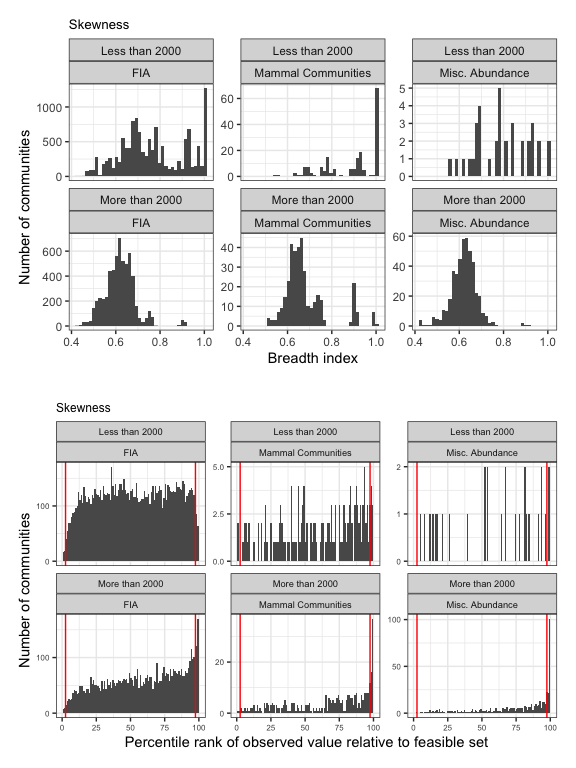 Skewness
Less than 2000 Less than 2000 Less than 2000
FIA Mammal Communities Misc. Abundance
1000
500
0
60
40
20
0
5
4
3
2
1
0
More than 2000 More than 2000 More than 2000
FIA Mammal Communities Misc. Abundance
600
400
200
0
40
30
20
10
0
60
40
20
0
0.4 0.6 0.8 1.0 0.4 0.6 0.8 1.0 0.4 0.6 0.8 1.0
Breadth index
Number of communities
Skewness
Less than 2000 Less than 2000 Less than 2000
FIA Mammal Communities Misc. Abundance
100
0
5.0
2.5
0.0
2
1
0
More than 2000 More than 2000 More than 2000
FIA Mammal Communities Misc. Abundance
100
0
20
0
100
50
0
0 25 50 75 100 0 25 50 75 100 0 25 50 75 100
Percentile rank of observed value relative to feasible set
Number of communities